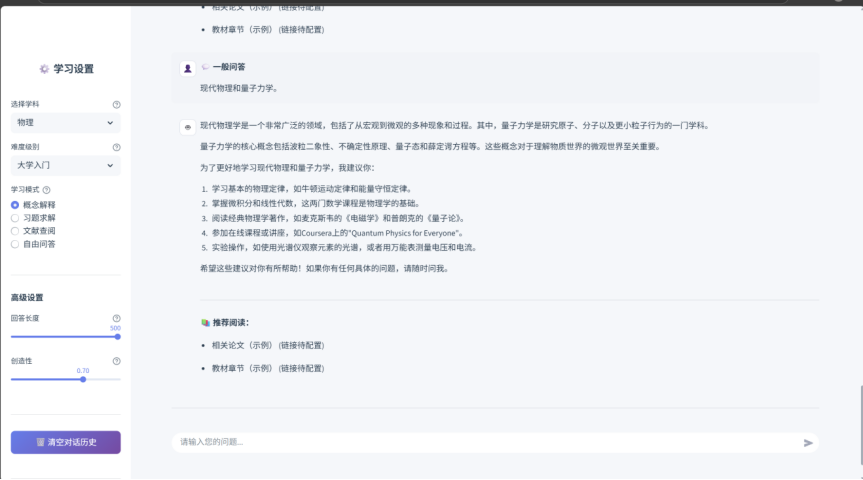 学习设置
选择学科
物理
难度级别
大学入门
学习模式
概念解释
习题求解
文献查阅
自由问答
高级设置
回答长度
500
创造性
0.70
清空对话历史
相关论文（示例） (链接待配置)
教材章节（示例） (链接待配置)
一般问答
现代物理和量子力学。
现代物理学是一个非常广泛的领域，包括了从宏观到微观的多种现象和过程。其中，量子力学是研究原子、分子以及更小粒子行为的一门学科。
量子力学的核心概念包括波粒二象性、不确定性原理、量子态和薛定谔方程等。这些概念对于理解物质世界的微观世界至关重要。
为了更好地学习现代物理和量子力学，我建议你：
1. 学习基本的物理定律，如牛顿运动定律和能量守恒定律。
2. 掌握微积分和线性代数，这两门数学课程是物理学的基础。
3. 阅读经典物理学著作，如麦克斯韦的《电磁学》和普朗克的《量子论》。
4. 参加在线课程或讲座，如Coursera上的"Quantum Physics for Everyone"。
5. 实验操作，如使用光谱仪观察元素的光谱，或者用万能表测量电压和电流。
希望这些建议对你有所帮助！如果你有任何具体的问题，请随时问我。
推荐阅读：
相关论文（示例） (链接待配置)
教材章节（示例） (链接待配置)
请输入您的问题...